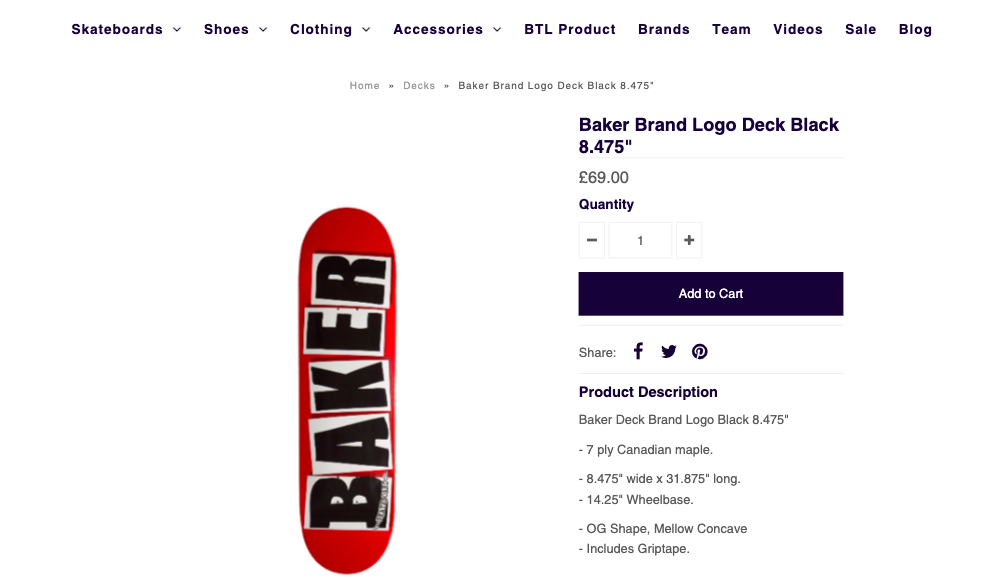 Skateboards Shoes Clothing Accessories BTL Product Brands Team Videos Sale Blog
Home » Decks » Baker Brand Logo Deck Black 8.475"
Baker Brand Logo Deck Black
8.475"
£69.00
Quantity
1
Add to Cart
Share:
Product Description
Baker Deck Brand Logo Black 8.475"
- 7 ply Canadian maple.
- 8.475" wide x 31.875" long.
- 14.25" Wheelbase.
- OG Shape, Mellow Concave
- Includes Griptape.
BAKER